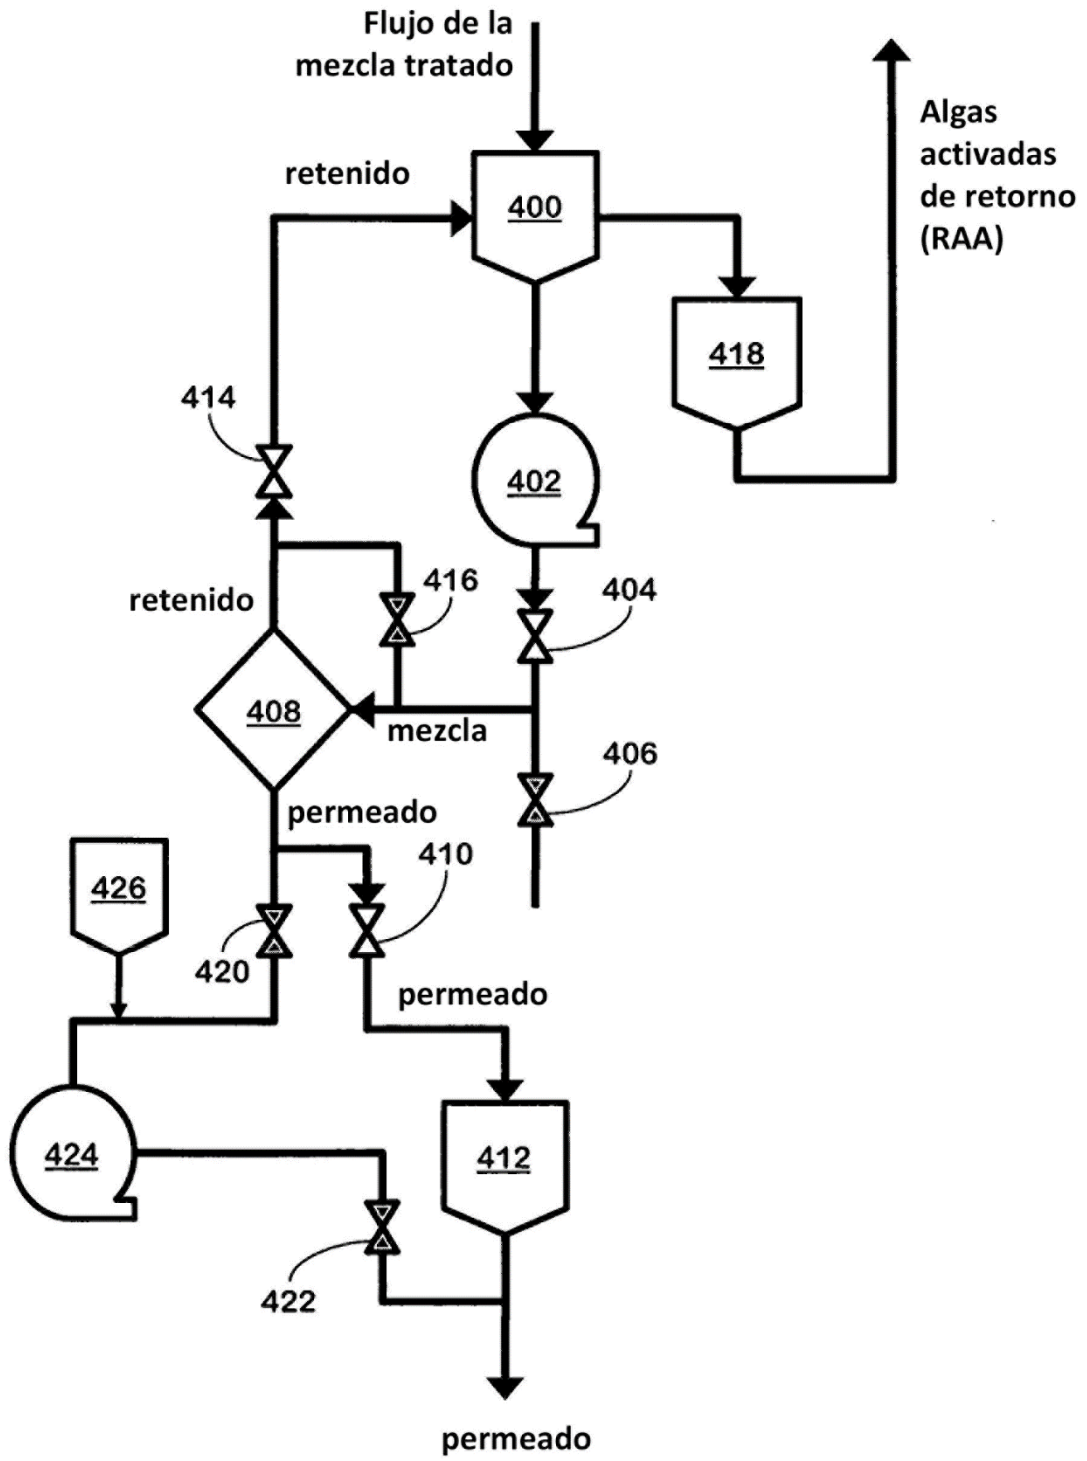 Flujo de la
mezcla tratado
Algas
activadas
de retorno
(RAA)
retenido
400
418
414
402
416
404
retenido
408
mezcla
406
permeado
410
426
420
permeado
424
412
422
permeado